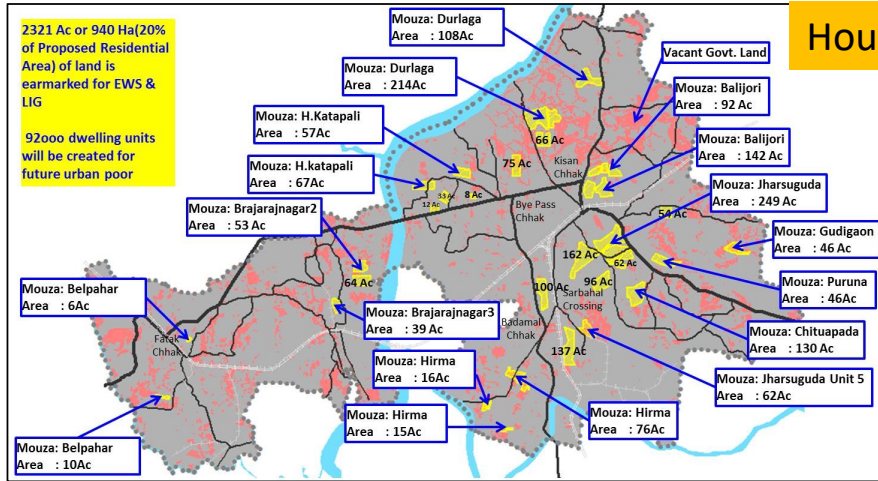 Hou
2321 Ac or 940 Ha(20%
of Proposed Residential
Area) of land is
earmarked for EWS &
LIG
92ooo dwelling units
will be created for
future urban poor
Mouza: Durlaga
Area : 108Ac
Mouza: Durlaga
Area : 214Ac
Mouza: H.Katapali
Area : 57Ac
Mouza: H.katapali
Area : 67Ac
Mouza: Brajarajnagar2
Area : 53 Ac
Mouza: Belpahar
Area : 6Ac
Mouza: Belpahar
Area : 10Ac
Vacant Govt. Land
Mouza: Balijori
Area : 92 Ac
Mouza: Balijori
Area : 142 Ac
Mouza: Jharsuguda
Area : 249 Ac
Mouza: Gudigaon
Area : 46 Ac
Mouza: Puruna
Area : 46Ac
Mouza: Chituapada
Area : 130 Ac
Mouza: Jharsuguda Unit 5
Area : 62Ac
Mouza: Hirma
Area : 76Ac
Mouza: Brajarajnagar3
Area : 39 Ac
Mouza: Hirma
Area : 16Ac
Mouza: Hirma
Area : 15Ac
66 Ac
75 Ac
Kisan
Chhak
33 Ac
8 Ac
12 Ac
Bye Pass
Chhak
54 Ac
162 Ac
62 Ac
96 Ac
64 Ac
100 Ac
Sarbahal
Crossing
Badamal
Chhak
137 Ac
Fatak
Chhak